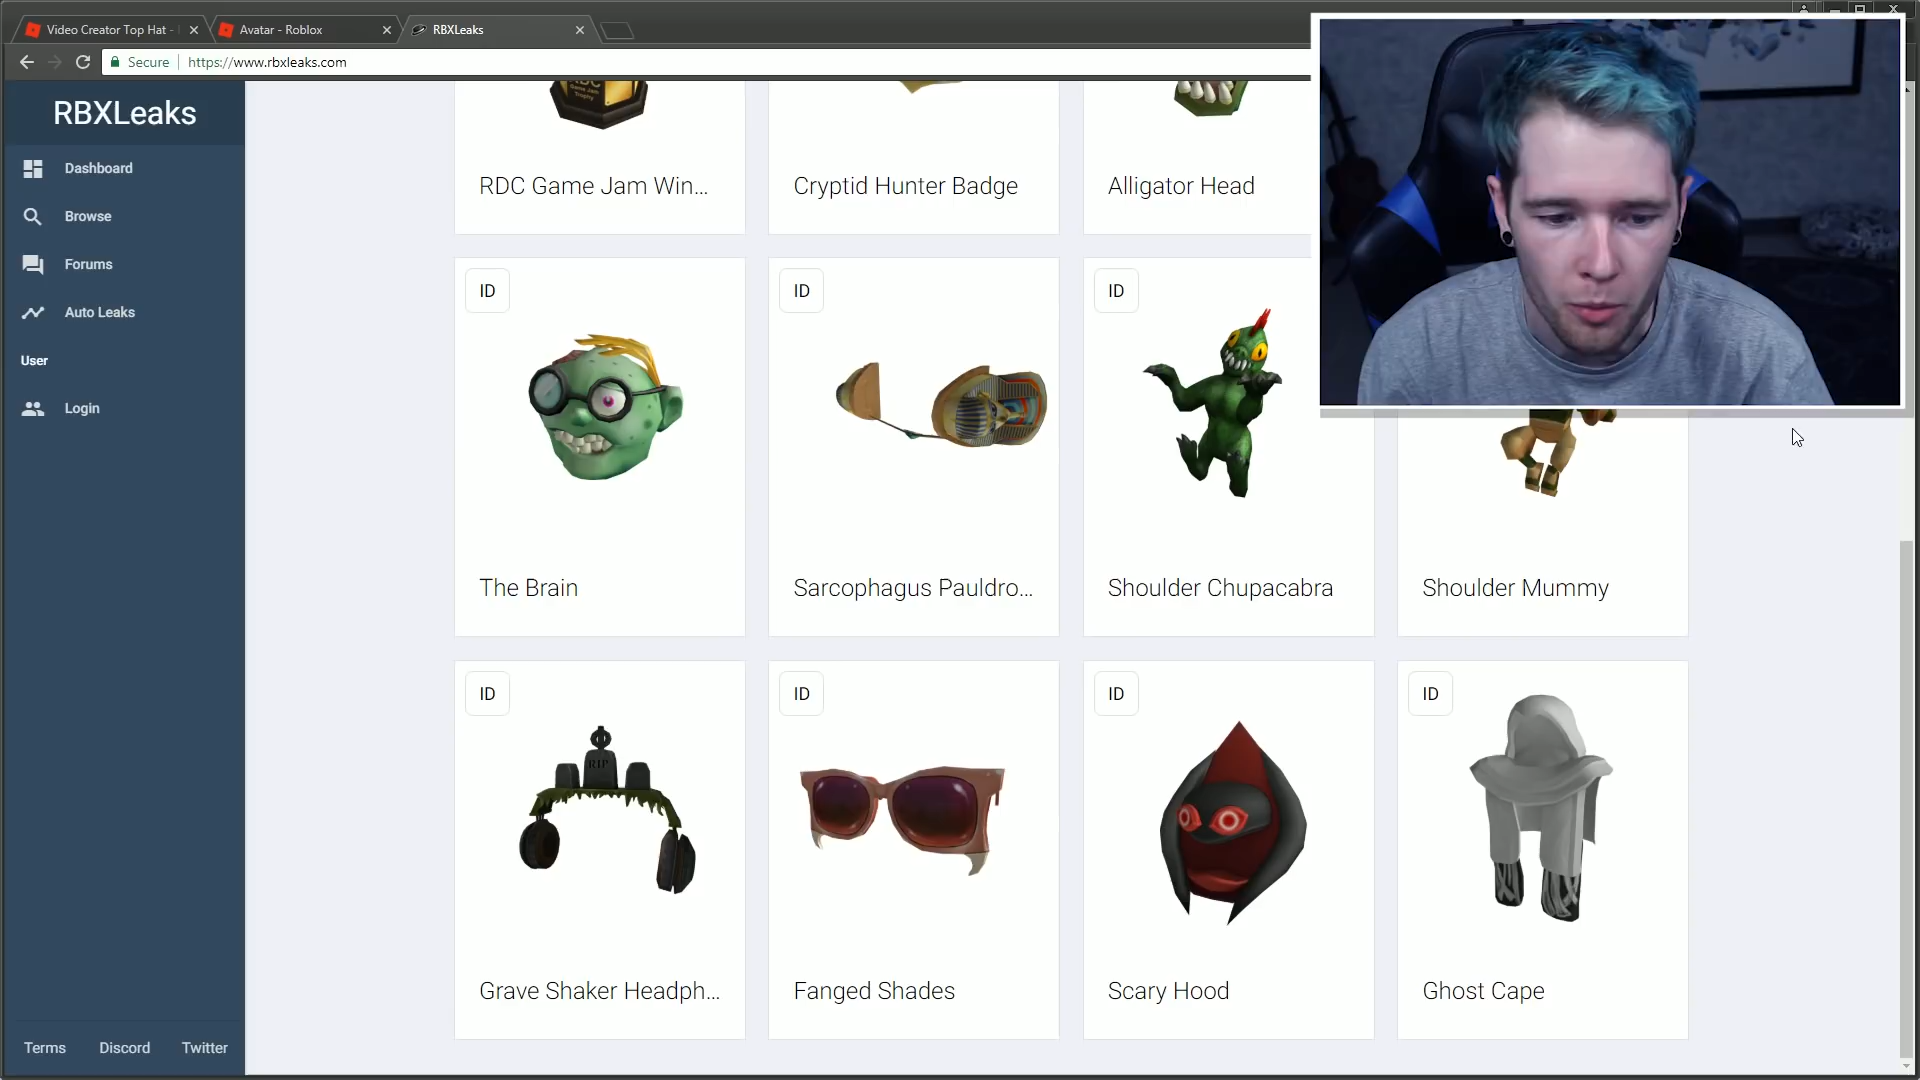 Video Creator Top Hat -
Avatar - Roblox
RBXLeaks
Secure
https://www.rbxleaks.com
RBXLeaks
Dashboard
Browse
Forums
Auto Leaks
User
Login
Terms
Discord
Twitter
Game Jam
Trophy
RDC Game Jam Win...
Cryptid Hunter Badge
Alligator Head
ID
ID
ID
The Brain
Sarcophagus Pauldro...
Shoulder Chupacabra
Shoulder Mummy
ID
ID
ID
ID
RIP
Grave Shaker Headph...
Fanged Shades
Scary Hood
Ghost Cape